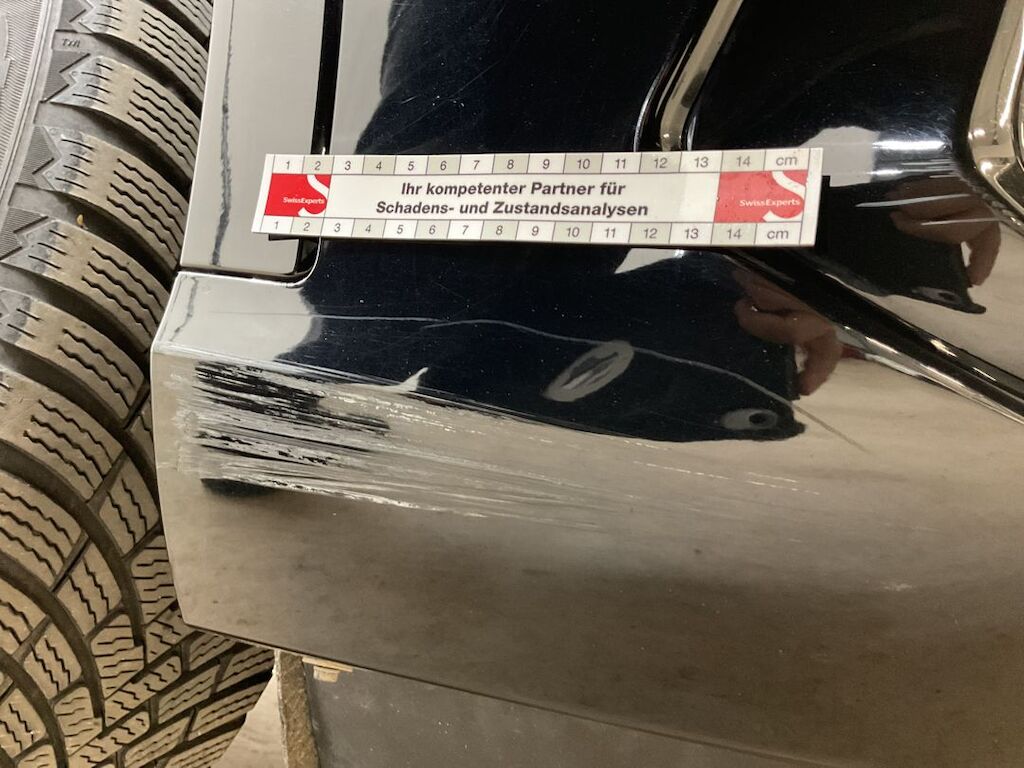 TM
1 2 3 4 5 6 7 8 9 10 11 12 13 14 cm
Ihr kompetenter Partner für
SwissExperts
Schadens- und Zustandsanalysen
SwissExperts
1 2 3 4 5 6 7 8 9 10 11 12 13 14 cm